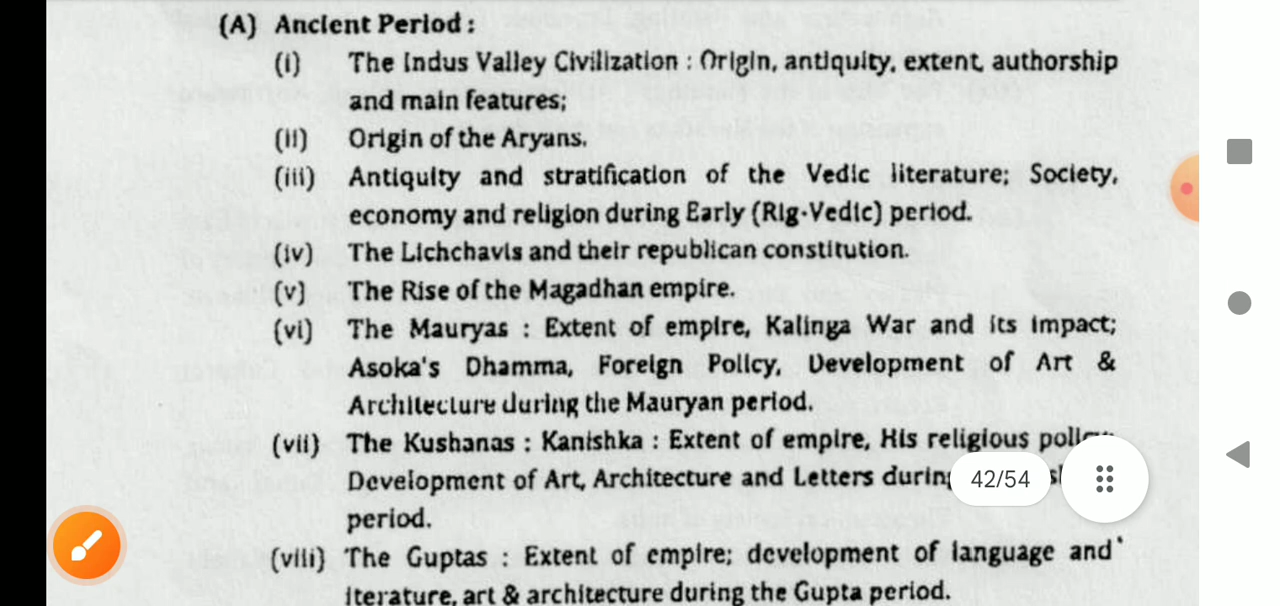 (A) Ancient Period :
(i) The Indus Valley Civilization : Origin, antiquity, extent, authorship
and main features;
(ii) Origin of the Aryans.
(iii) Antiquity and stratification of the Vedic literature; Society,
economy and religion during Early (Rig-Vedic) period.
(iv) The Lichchavis and their republican constitution.
(v) The Rise of the Magadhan empire.
(vi) The Mauryas : Extent of empire, Kalinga War and its impact;
Asoka's Dhamma, Foreign Policy, Development of Art &
Architecture during the Mauryan period.
(vii) The Kushanas : Kanishka : Extent of empire, His religious policy
Development of Art, Architecture and Letters during
42/54
period.
(viii) The Guptas : Extent of empire; development of language and
iterature, art & architecture during the Gupta period.